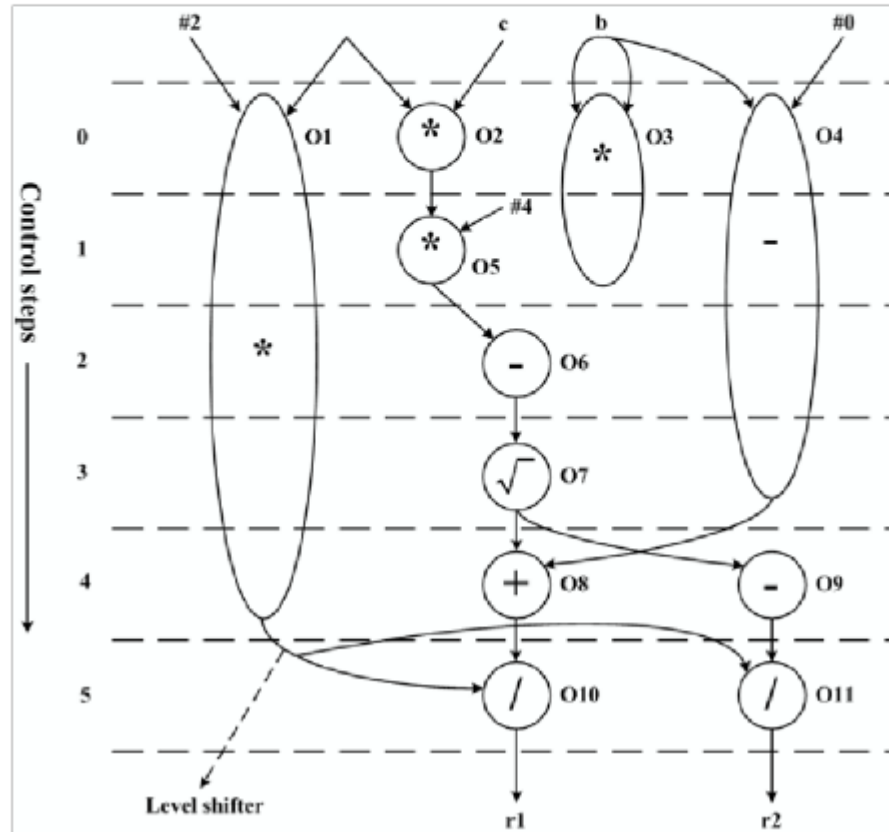 #2 c b #0
0 * O1 * O2 * O3 O4
#4
1 * O5 -
Control steps
2 * - O6
3 √ O7
4 + O8 - O9
5 / O10 / O11
Level shifter
r1 r2